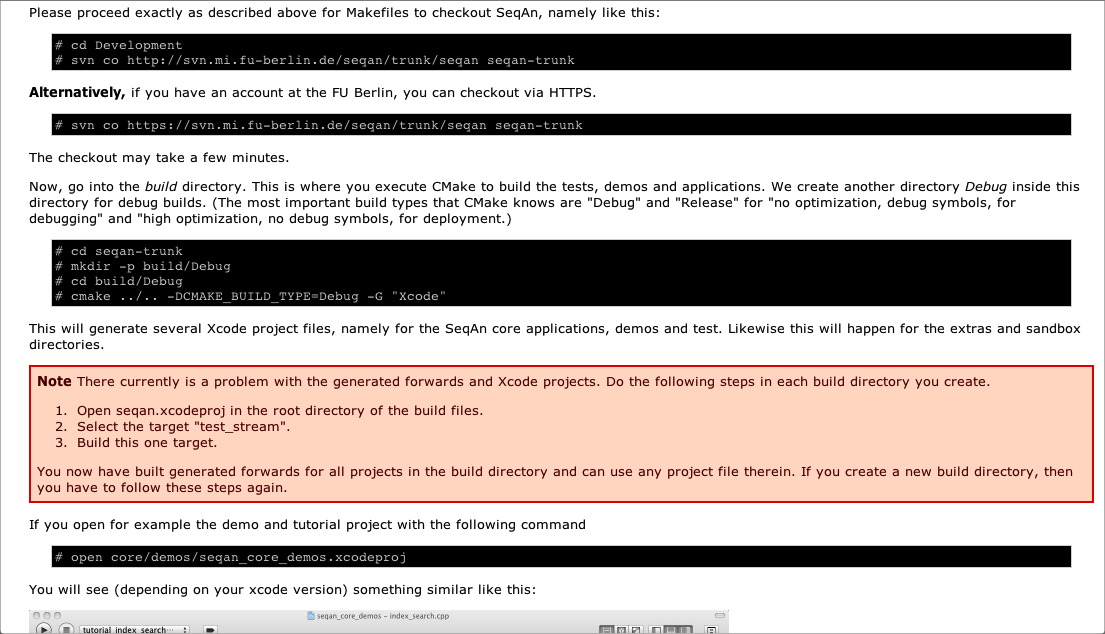 Please proceed exactly as described above for Makefiles to checkout SeqAn, namely like this:
# cd Development
# svn co http://svn.mi.fu-berlin.de/seqan/trunk/seqan seqan-trunk
Alternatively, if you have an account at the FU Berlin, you can checkout via HTTPS.
# svn co https://svn.mi.fu-berlin.de/seqan/trunk/seqan seqan-trunk
The checkout may take a few minutes.
Now, go into the build directory. This is where you execute CMake to build the tests, demos and applications. We create another directory Debug inside this
directory for debug builds. (The most important build types that CMake knows are "Debug" and "Release" for "no optimization, debug symbols, for
debugging" and "high optimization, no debug symbols, for deployment.)
# cd seqan-trunk
# mkdir -p build/Debug
# cd build/Debug
# cmake ../.. -DCMAKE_BUILD_TYPE=Debug -G "Xcode"
This will generate several Xcode project files, namely for the SeqAn core applications, demos and test. Likewise this will happen for the extras and sandbox
directories.
Note There currently is a problem with the generated forwards and Xcode projects. Do the following steps in each build directory you create.
1. Open seqan.xcodeproj in the root directory of the build files.
2. Select the target "test_stream".
3. Build this one target.
You now have built generated forwards for all projects in the build directory and can use any project file therein. If you create a new build directory, then
you have to follow these steps again.
If you open for example the demo and tutorial project with the following command
# open core/demos/seqan_core_demos.xcodeproj
You will see (depending on your xcode version) something similar like this:
seqan_core_demos – index_search.cpp
tutorial_index_search…